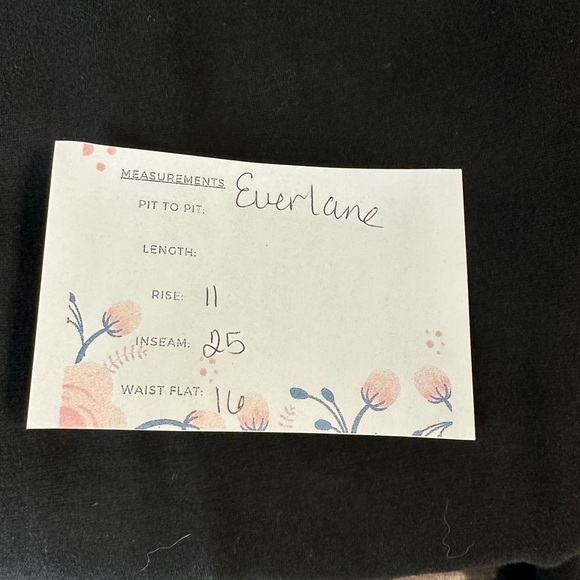 MEASUREMENTS Everlane
PIT TO PIT:
LENGTH:
RISE: 11
INSEAM: 25
WAIST FLAT: 16